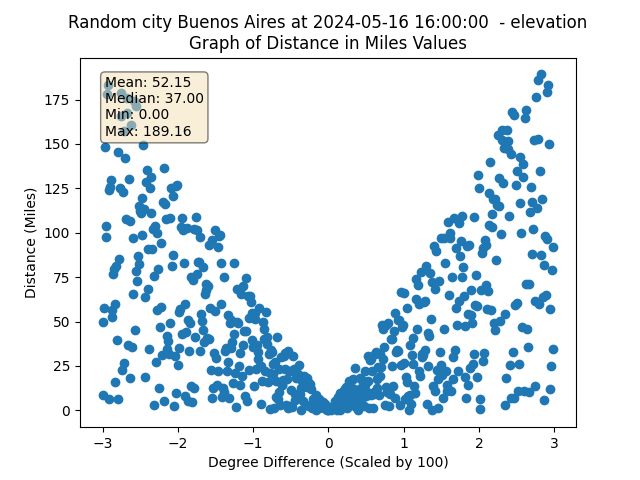 Random city Buenos Aires at 2024-05-16 16:00:00 - elevation
Graph of Distance in Miles Values
Mean: 52.15
Median: 37.00
Min: 0.00
Max: 189.16
175
150
125
100
75
50
25
0
Distance (Miles)
−3 −2 −1 0 1 2 3
Degree Difference (Scaled by 100)